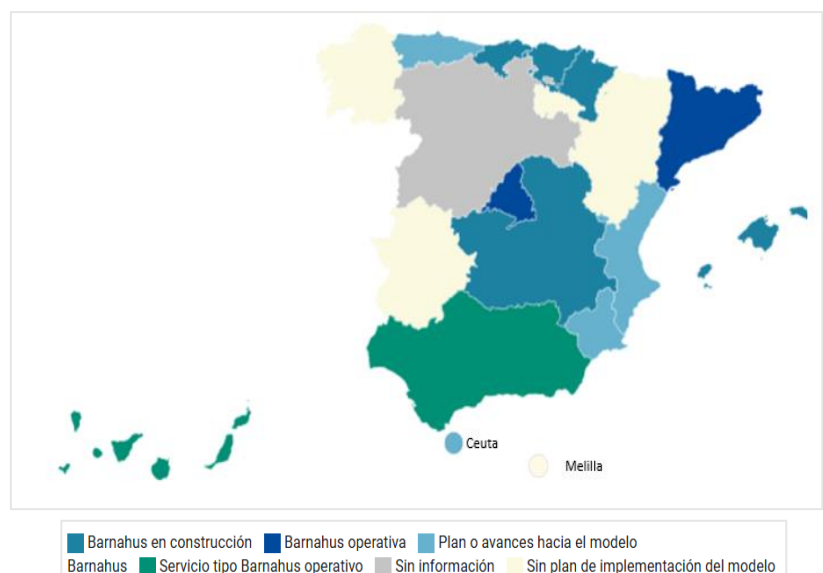 Ceuta
Melilla
Barnahus en construcción Barnahus operativa Plan o avances hacia el modelo
Barnahus Servicio tipo Barnahus operativo Sin información Sin plan de implementación del modelo